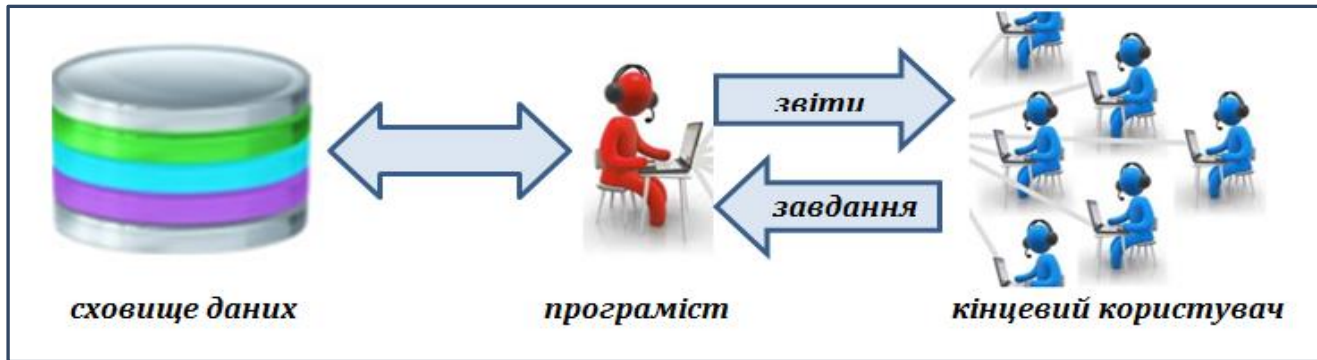 звіти
завдання
сховище даних
програміст
кінцевий користувач